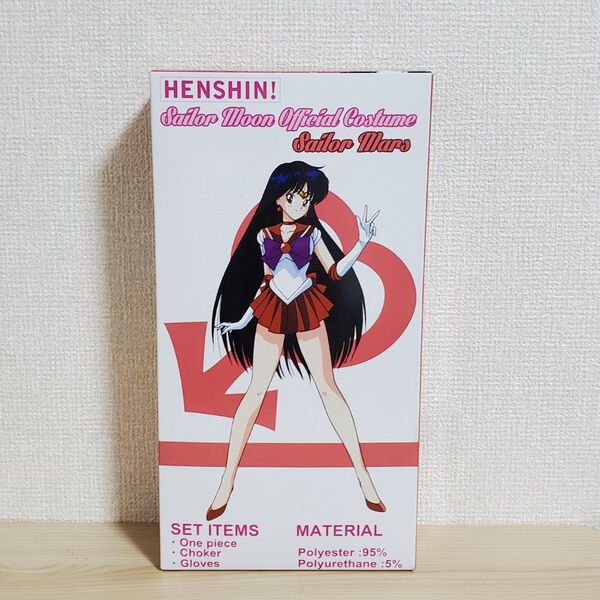 HENSHIN!
Sailor Moon Official Costume
Sailor Mars
SET ITEMS
・One piece
・Choker
・Gloves
MATERIAL
Polyester :95%
Polyurethane :5%